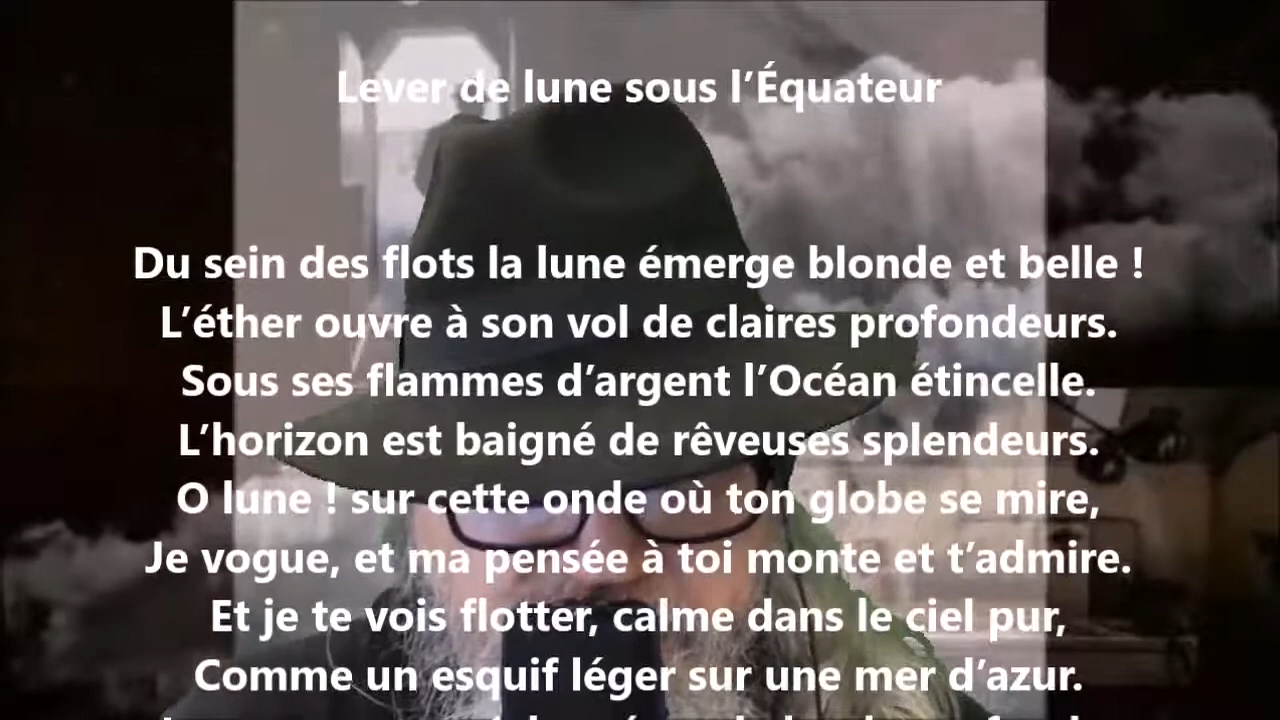 Lever de lune sous l’Équateur
Du sein des flots la lune émerge blonde et belle !
L’éther ouvre à son vol de claires profondeurs.
Sous ses flammes d’argent l’Océan étincelle.
L’horizon est baigné de rêveuses splendeurs.
O lune ! sur cette onde où ton globe se mire,
Je vogue, et ma pensée à toi monte et t’admire.
Et je te vois flotter, calme dans le ciel pur,
Comme un esquif léger sur une mer d’azur.